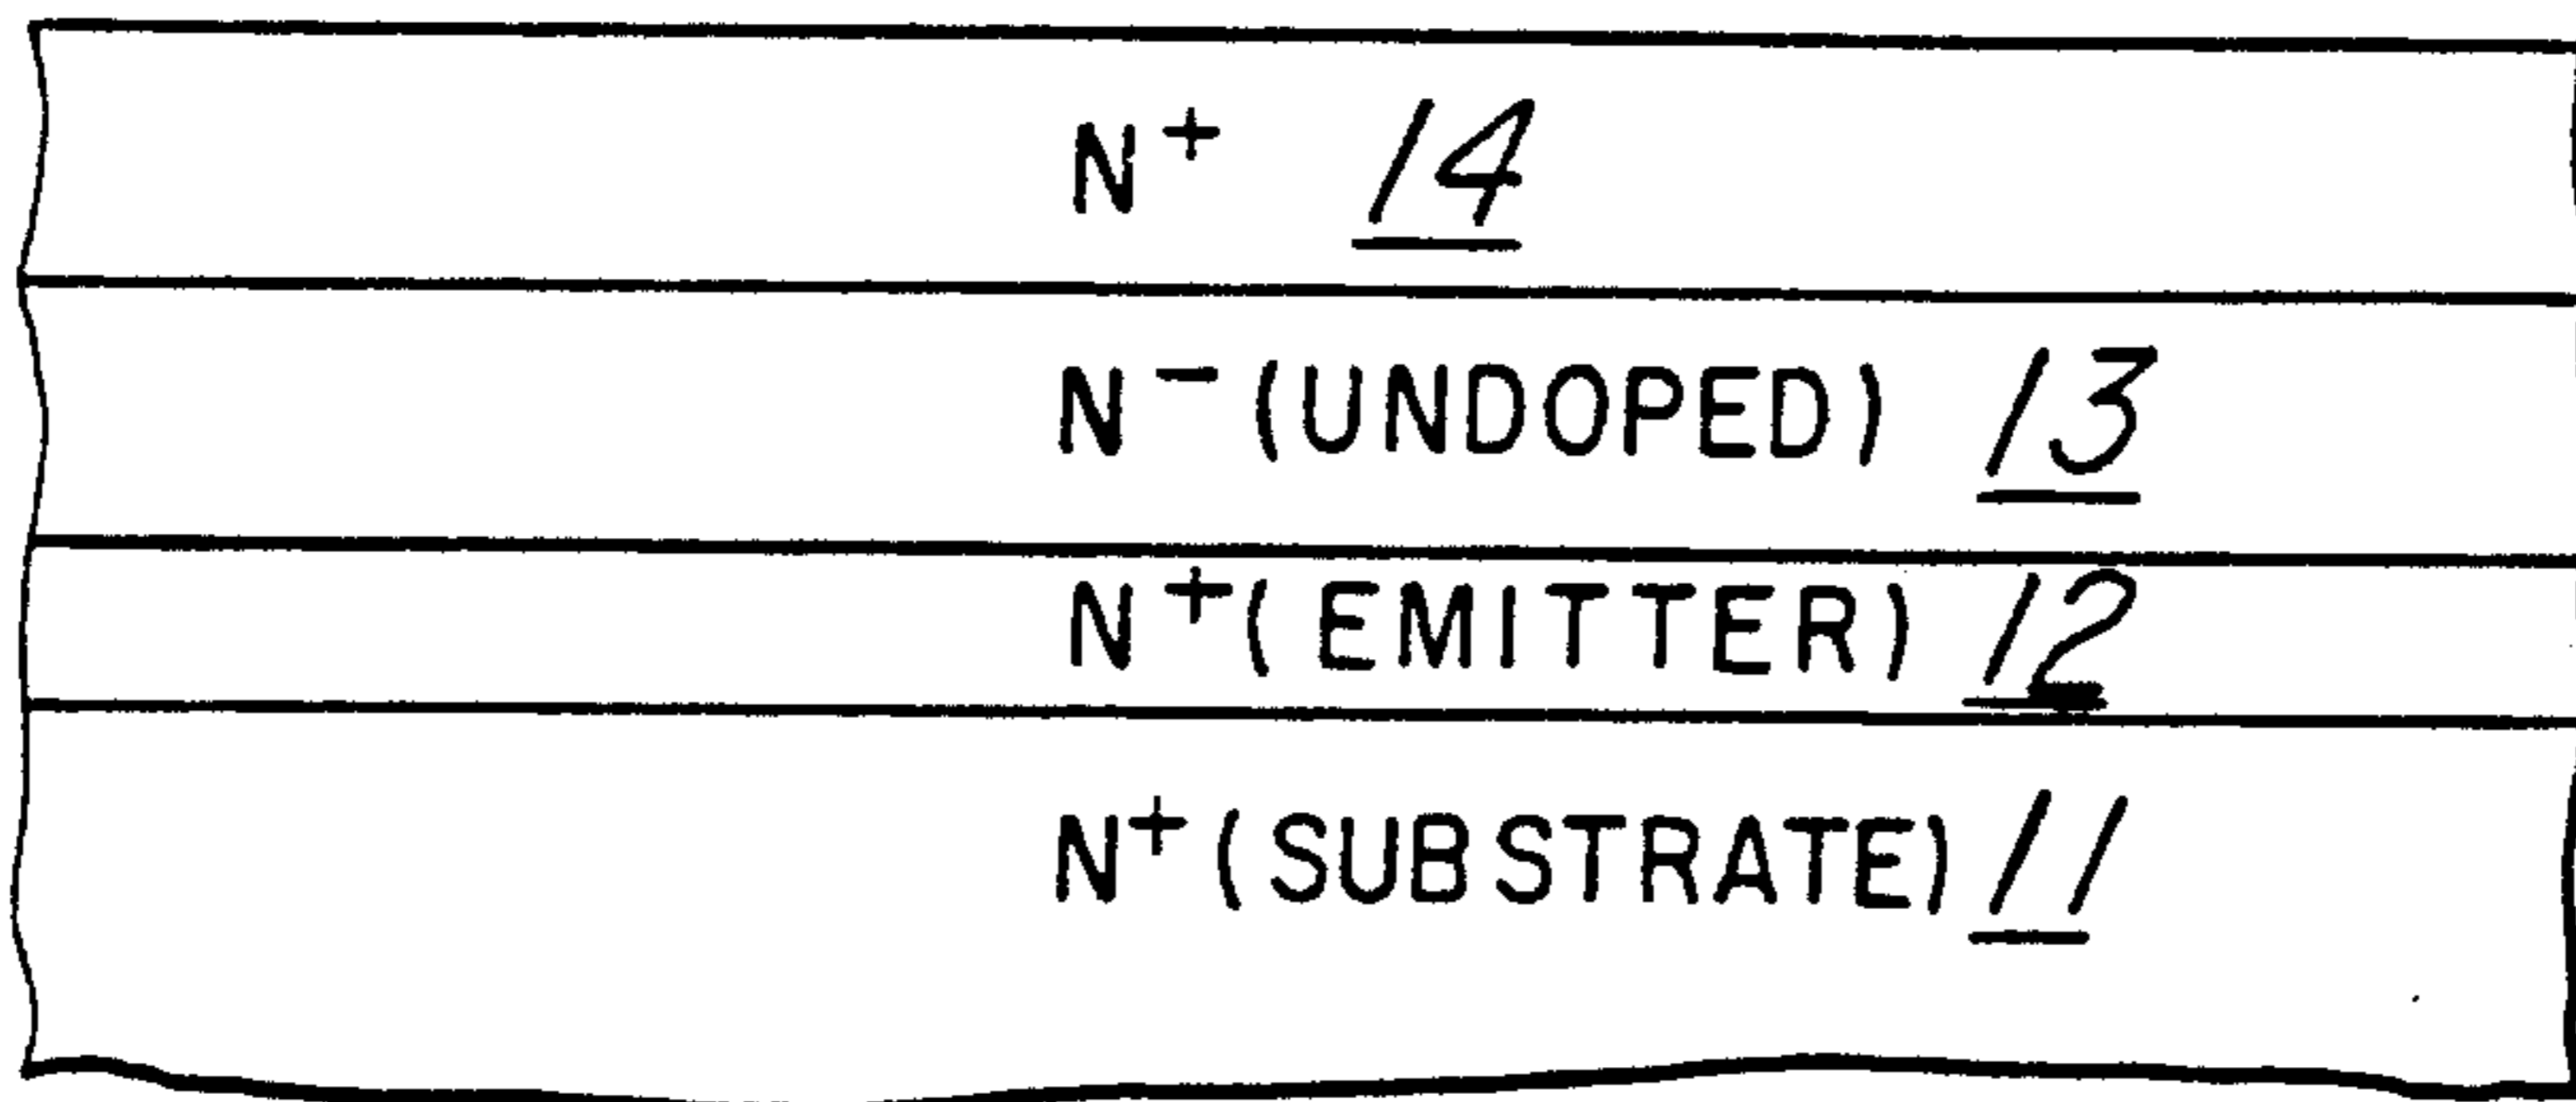 N+ 14
N- (UNDOPED) 13
N+ (EMITTER) 12
N+ (SUBSTRATE) 11